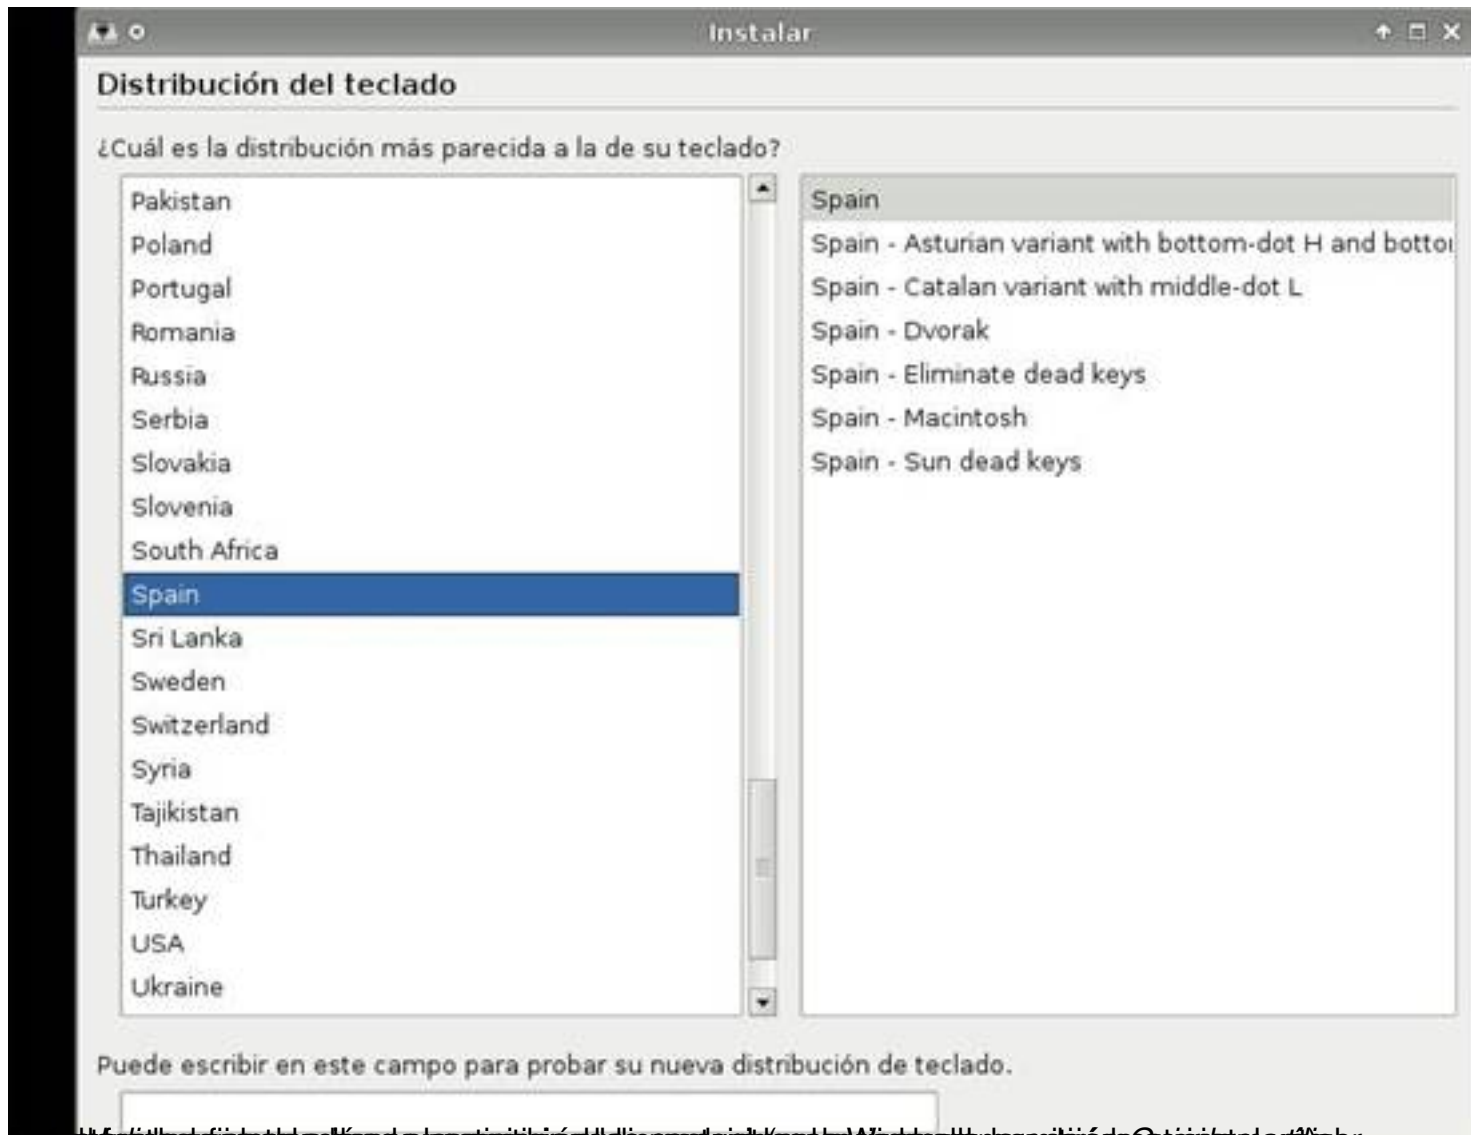 Instalar
Distribución del teclado
¿Cuál es la distribución más parecida a la de su teclado?
Pakistan
Poland
Portugal
Romania
Russia
Serbia
Slovakia
Slovenia
South Africa
Spain
Sri Lanka
Sweden
Switzerland
Syria
Tajikistan
Thailand
Turkey
USA
Ukraine
Spain
Spain - Asturian variant with bottom-dot H and
Spain - Catalan variant with middle-dot L
Spain - Dvorak
Spain - Eliminate dead keys
Spain - Macintosh
Spain - Sun dead keys
Puede escribir en este campo para probar su nueva distribución de teclado.